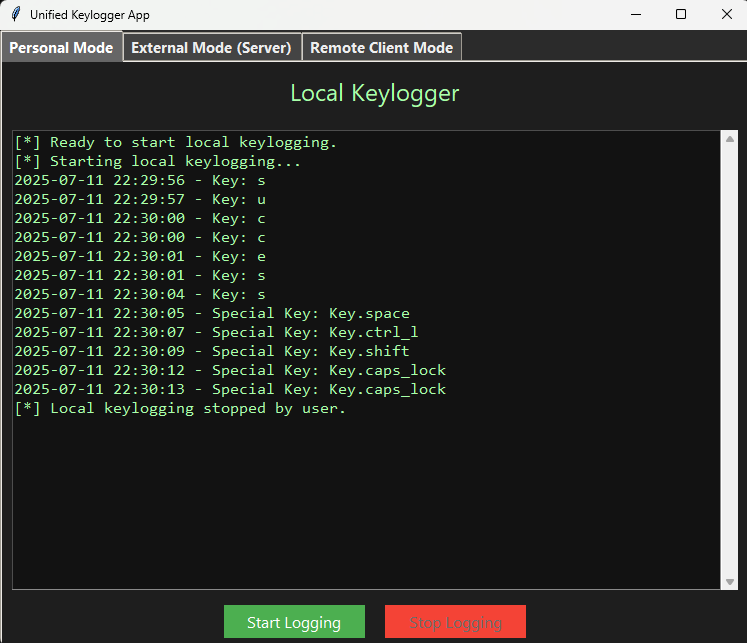 Unified Keylogger App
Personal Mode External Mode (Server) Remote Client Mode
Local Keylogger
[*] Ready to start local keylogging.
[*] Starting local keylogging...
2025-07-11 22:29:56 - Key: s
2025-07-11 22:29:57 - Key: u
2025-07-11 22:30:00 - Key: c
2025-07-11 22:30:00 - Key: c
2025-07-11 22:30:01 - Key: e
2025-07-11 22:30:01 - Key: s
2025-07-11 22:30:04 - Key: s
2025-07-11 22:30:05 - Special Key: Key.space
2025-07-11 22:30:07 - Special Key: Key.ctrl_l
2025-07-11 22:30:09 - Special Key: Key.shift
2025-07-11 22:30:12 - Special Key: Key.caps_lock
2025-07-11 22:30:13 - Special Key: Key.caps_lock
[*] Local keylogging stopped by user.
Start Logging Stop Logging